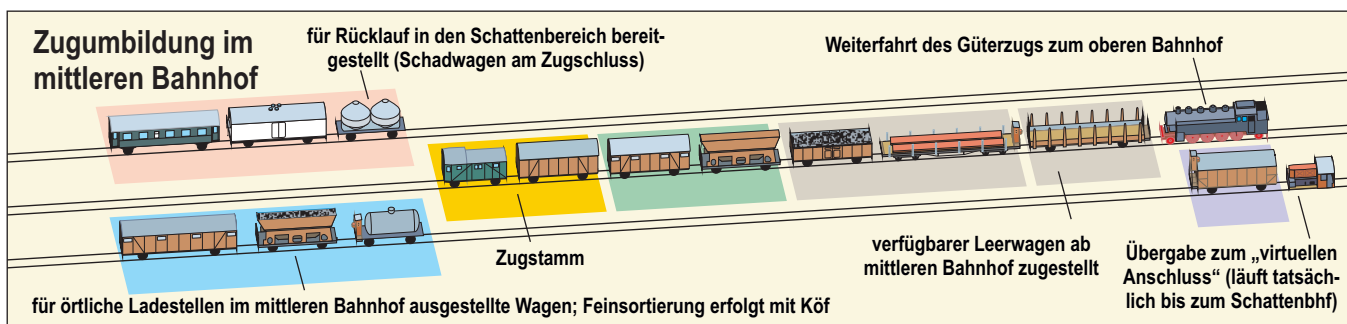 Zugumbildung im
mittleren Bahnhof
für Rücklauf in den Schattenbereich bereit-
gestellt (Schadwagen am Zugschluss)
Weiterfahrt des Güterzugs zum oberen Bahnhof
Zugstamm
verfügbarer Leerwagen ab
mittleren Bahnhof zugestellt
Übergabe zum „virtuellen
Anschluss“ (läuft tatsäch-
lich bis zum Schattenbhf)
für örtliche Ladestellen im mittleren Bahnhof ausgestellte Wagen; Feinsortierung erfolgt mit Köf